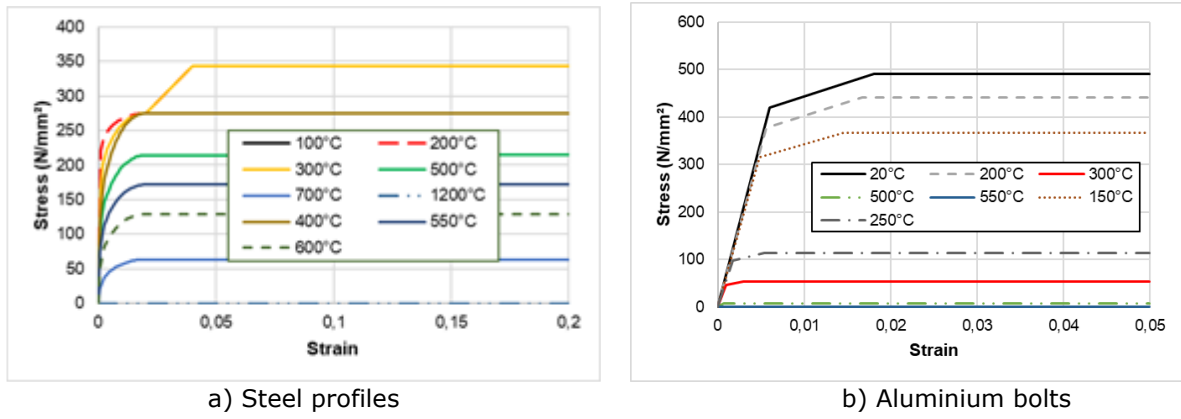 400
350
300
250
200
150
100
50
0
Stress (N/mm²)
100°C 200°C
300°C 500°C
700°C 1200°C
400°C 550°C
600°C
0 0,05 0,1 0,15 0,2
Strain
a) Steel profiles
600
500
400
300
200
100
0
Stress (N/mm²)
20°C 200°C 300°C
500°C 550°C 150°C
250°C
0 0,01 0,02 0,03 0,04 0,05
Strain
b) Aluminium bolts